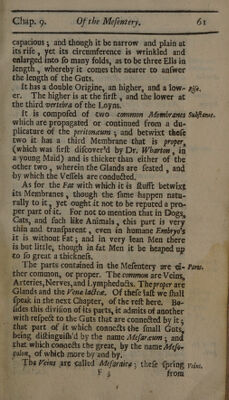 Chap. 9. Of the Mesentery. 61
capacious; and though it be narrow and plain at
its rise, yet its circumference is wrinkled and
enlarged into so many folds, as to be three Ells in
length, whereby it comes the nearer to answer
the length of the Guts.
It has a double Origine, an higher, and a low- Rise.
er. The higher is at the first, and the lower at
the third vertebra of the Loyns.
It is composed of two common Membranes Substance.
which are propagated or continued from a du-
plicature of the peritonæum; and betwixt these
two it has a third Membrane that is proper,
(which was first discover'd by Dr. Wharton, in
a young Maid) and is thicker than either of the
other two, wherein the Glands are seated, and
by which the Vessels are conducted.
As for the Fat with which it is stufft betwixt
its Membranes, though the same happen natu-
rally to it, yet ought it not to be reputed a pro-
per part of it. For not to mention that in Dogs,
Cats, and such like Animals, this part is very
thin and transparent, even in humane Embryo's
it is without Fat; and in very lean Men there
is but little, though in fat Men it be heaped up
to so great a thickness.
The parts contained in the Mesentery are ei- Parts.
ther common, or proper. The common are Veins,
Arteries, Nerves, and Lympheducts. The proper are
Glands and the Venæ lacteæ. Of these last we shall
speak in the next Chapter, of the rest here. Be-
sides this division of its parts, it admits of another
with respect to the Guts that are connected by it;
that part of it which connects the small Guts,
being distinguish'd by the name Mesaræum; and
that which connects the great, by the name Meso-
colon, of which more by and by.
The Veins are called Mesaraicæ; these spring Veins.
F 3 from